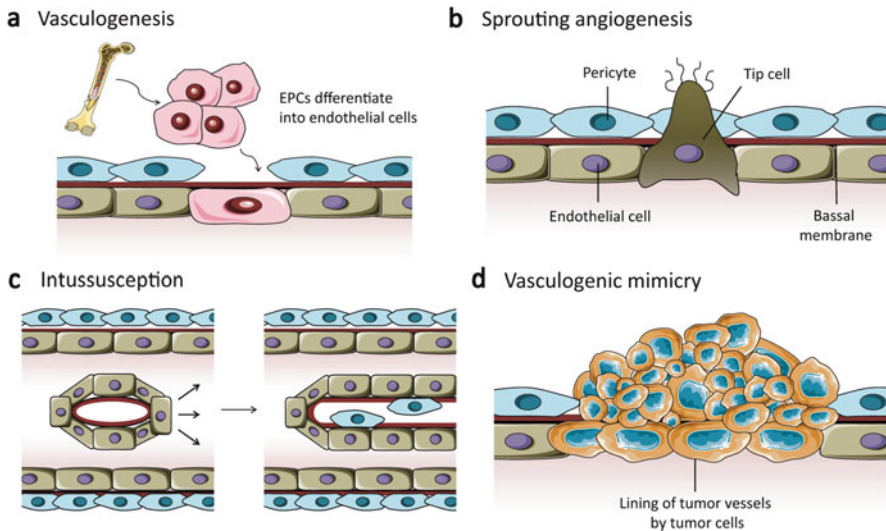 a Vasculogenesis
EPCs dfferentiate
into endothelial cells
b Sprouting angiogenesis
Pericyte
Tip cell
Endothelial cell
Bassal
membrane
c Intussusception
d Vasculogenic mimicry
Lining of tumor vessels
by tumor cells